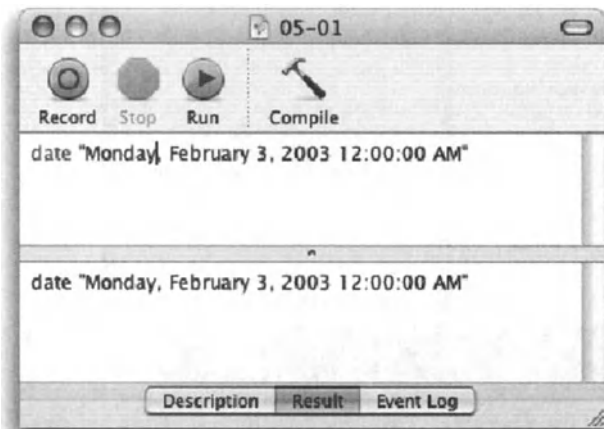 05-01
Record Stop Run Compile
date "Monday, February 3, 2003 12:00:00 AM"
date "Monday, February 3, 2003 12:00:00 AM"
Description Result Event Log